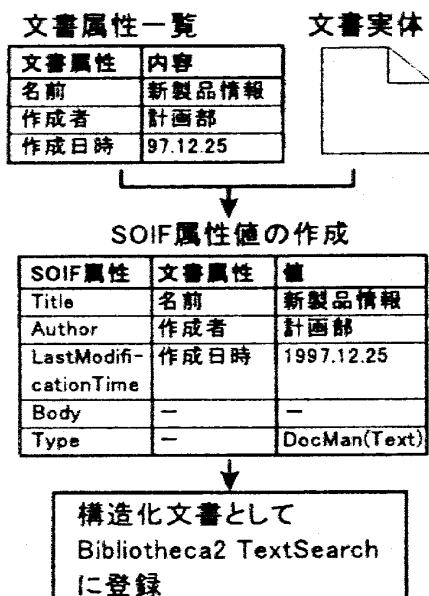 文書属性一覧 文書実体
文書属性 内容
名前 新製品情報
作成者 計画部
作成日時 97.12.25
SOIF属性値の作成
SOIF属性 文書属性 値
Title 名前 新製品情報
Author 作成者 計画部
LastModifi- 作成日時 1997.12.25
cationTime
Body － －
Type － DocMan(Text)
構造化文書として
Bibliotheca2 TextSearch
に登録